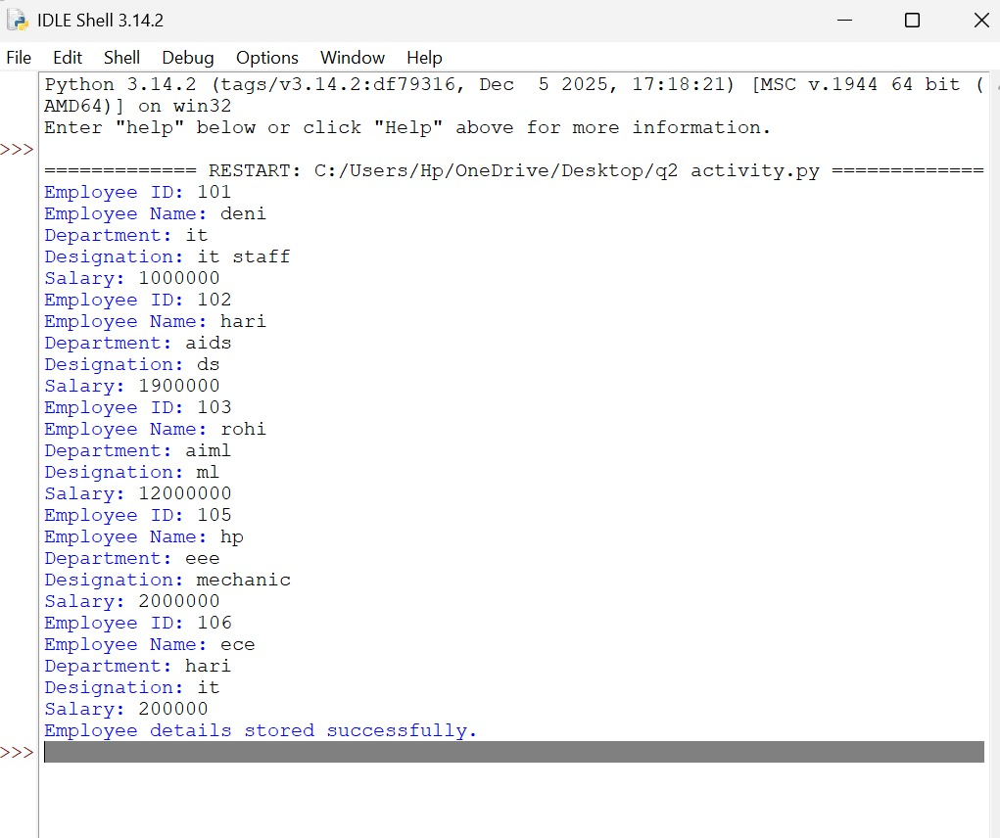 IDLE Shell 3.14.2
File Edit Shell Debug Options Window Help
Python 3.14.2 (tags/v3.14.2:df79316, Dec  5 2025, 17:18:21) [MSC v.1944 64 bit (
AMD64)] on win32
Enter "help" below or click "Help" above for more information.
>>>
============= RESTART: C:/Users/Hp/OneDrive/Desktop/q2 activity.py =============
Employee ID: 101
Employee Name: deni
Department: it
Designation: it staff
Salary: 1000000
Employee ID: 102
Employee Name: hari
Department: aids
Designation: ds
Salary: 1900000
Employee ID: 103
Employee Name: rohi
Department: aiml
Designation: ml
Salary: 12000000
Employee ID: 105
Employee Name: hp
Department: eee
Designation: mechanic
Salary: 2000000
Employee ID: 106
Employee Name: ece
Department: hari
Designation: it
Salary: 200000
Employee details stored successfully.
>>>